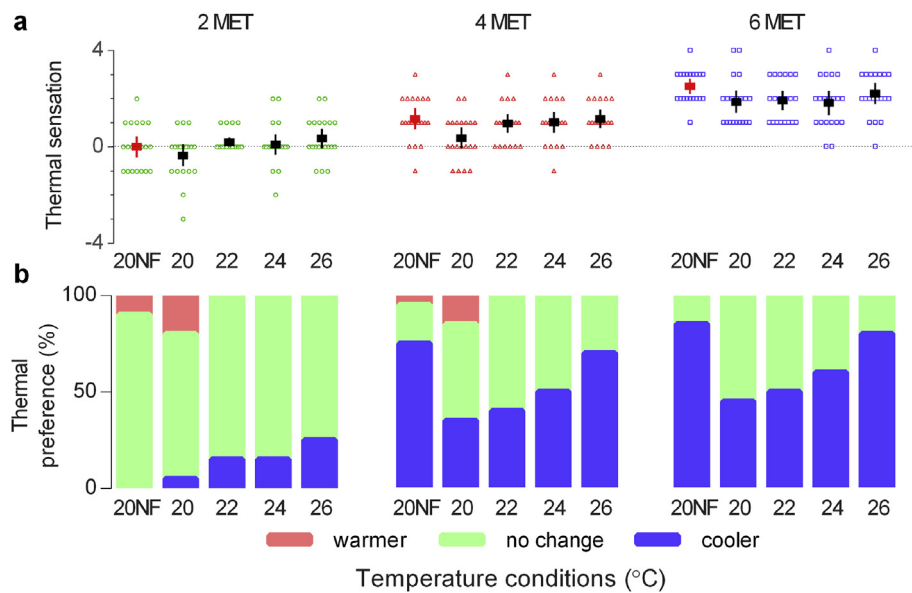 a 2 MET 4 MET 6 MET
Thermal sensation
4
0
-4
20NF 20 22 24 26 20NF 20 22 24 26 20NF 20 22 24 26
b
Thermal
preference (%)
100
50
0
20NF 20 22 24 26 20NF 20 22 24 26 20NF 20 22 24 26
warmer no change cooler
Temperature conditions (°C)